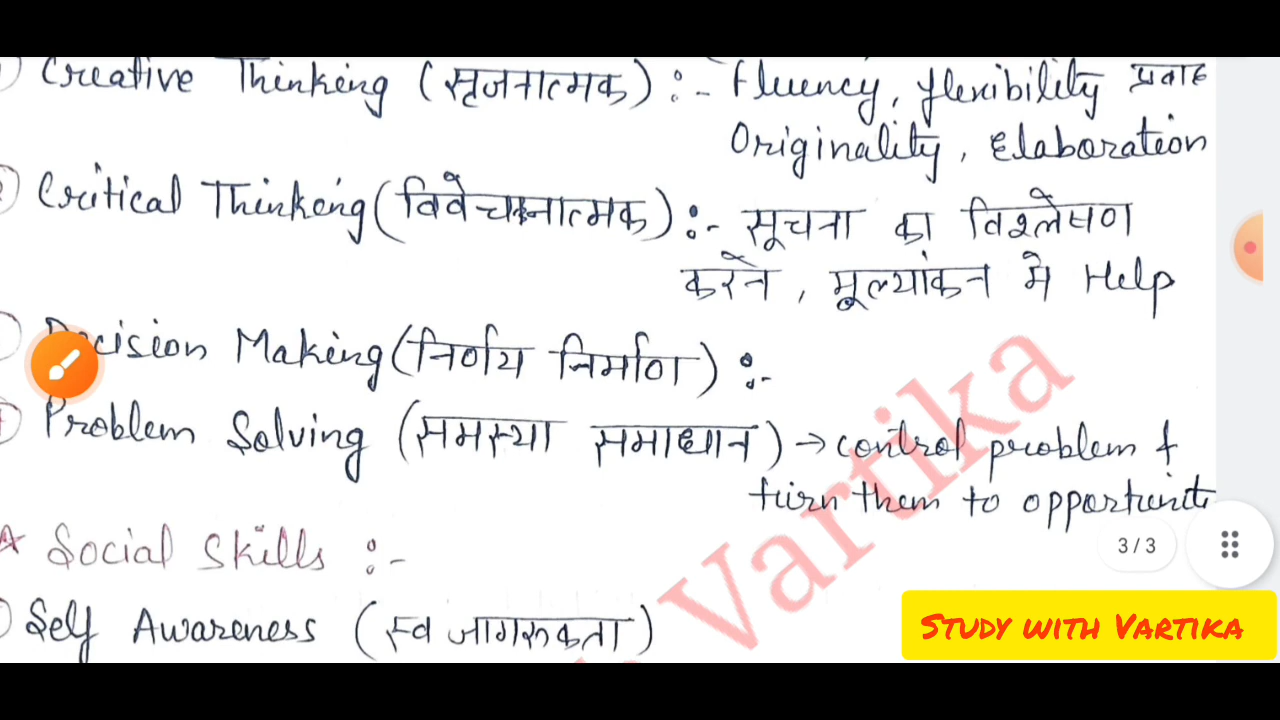 Creative Thinking (सृजनात्मक) :- Fluency, flexibility प्रवाह
Originality, Elaboration
Critical Thinking (विवेचनात्मक) :- सूचना का विश्लेषण
करने, मूल्यांकन मे Help
Decision Making (निर्णय निर्माण) :-
Problem Solving (समस्या समाधान) → control problem &
turn them to opportuniti
Social Skills :-
Self Awareness (स्व जागरूकता)
Vartika
3/3
STUDY WITH VARTIKA